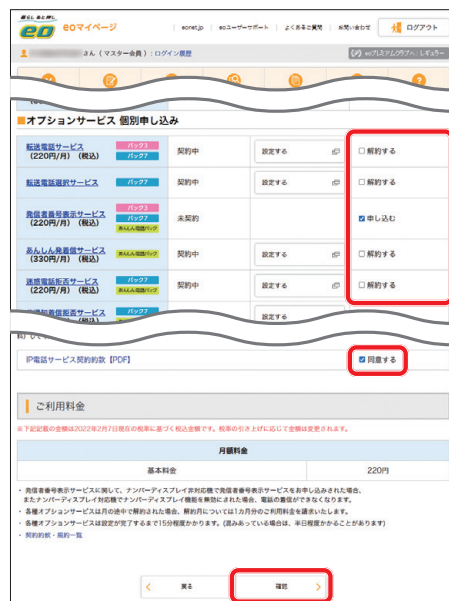 暮らしあと押し。
eo eoマイページ
eonet.jp
eoユーザーサポート
よくあるご質問
お問い合わせ
ログアウト
さん(マスター会員):ログイン履歴
eoプレミアムクラブへ:レギュラー
オプションサービス 個別申し込み
転送電話サービス
(220円/月)(税込)
パック3
パック7
契約中
設定する
解約する
転送電話選択サービス
パック7
契約中
設定する
解約する
発信者番号表示サービス
(220円/月)(税込)
パック3
パック7
あんしん電話パック
未契約
申し込む
あんしん発着信サービス
(330円/月)(税込)
あんしん電話パック
契約中
設定する
解約する
迷惑電話拒否サービス
(220円/月)(税込)
パック7
あんしん電話パック
契約中
設定する
解約する
パック7
設定する
IP電話サービス契約約款【PDF】
同意する
ご利用料金
※下記記載の金額は2022年2月7日現在の税率に基づく税込金額です。税率の引き上げに応じて金額は変更されます。
月額料金
基本料金
220円
・発信者番号表示サービスに関して、ナンバーディスプレイ非対応機で発信者番号表示サービスをお申し込みされた場合、
またナンバーディスプレイ対応機でナンバーディスプレイ機能を無効にされた場合、電話の着信ができなくなります。
・各種オプションサービスは月の途中で解約された場合、解約月については1カ月分のご利用料金を請求いたします。
・各種オプションサービスは設定が完了するまで15分程度かかります。(混みあっている場合は、半日程度かかることがあります)
・契約約款・規約一覧
戻る
確認